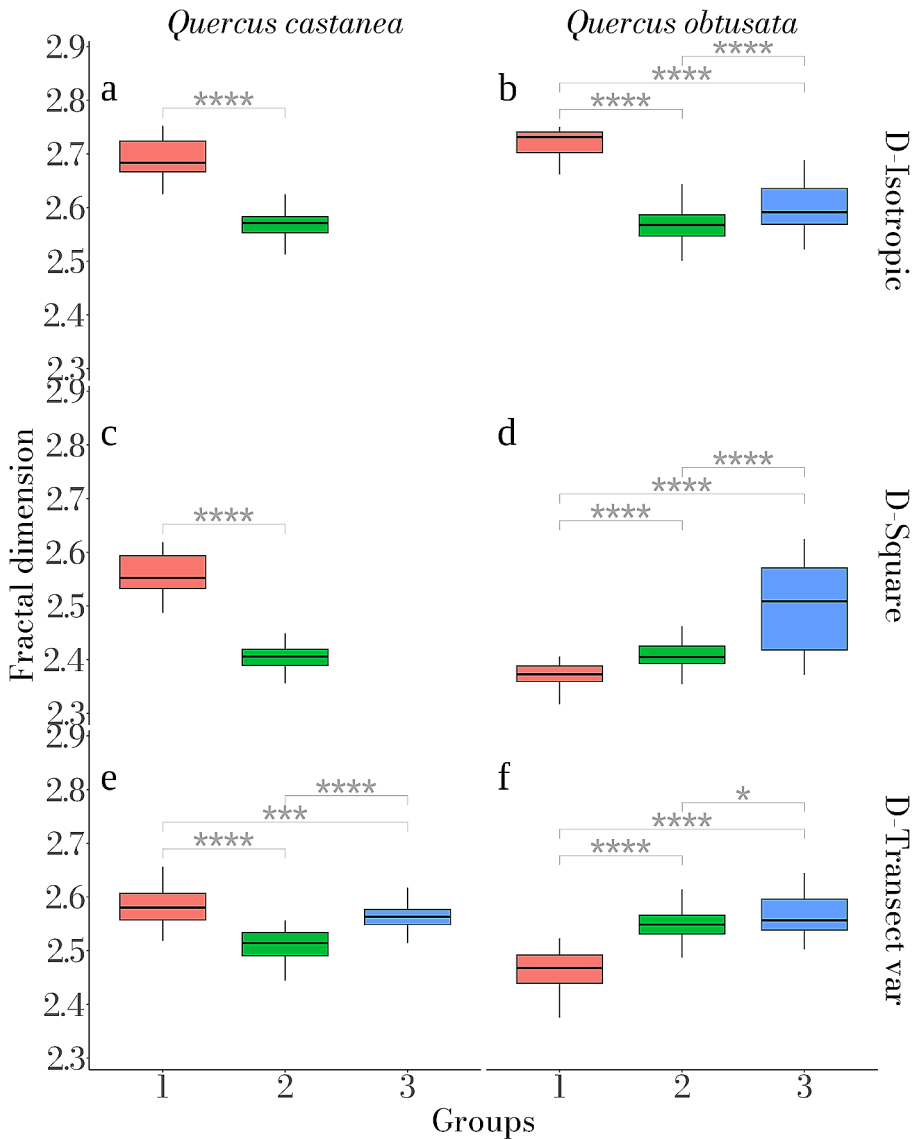 Quercus castanea
Quercus obtusata
2.9
2.8
2.7
2.6
2.5
2.4
2.3
a
****
b
****
****
****
D-Isotropic
2.9
2.8
2.7
2.6
2.5
2.4
2.3
c
****
d
****
****
****
D-Square
2.9
2.8
2.7
2.6
2.5
2.4
2.3
e
****
***
****
f
*
****
****
D-Transect var
Fractal dimension
1 2 3
1 2 3
Groups